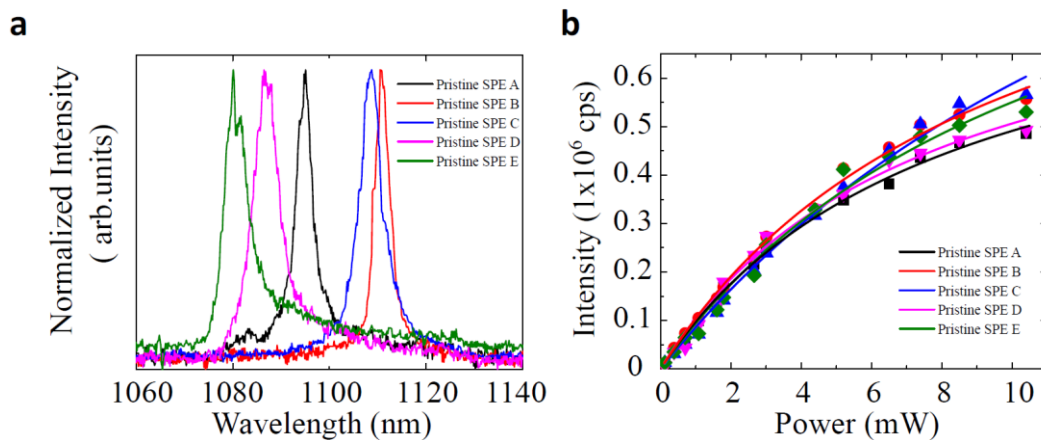 a
Normalized Intensity
( arb.units)
Pristine SPE A
Pristine SPE B
Pristine SPE C
Pristine SPE D
Pristine SPE E
1060 1080 1100 1120 1140
Wavelength (nm)
b
Intensity (1x10⁶ cps)
0.6
0.5
0.4
0.3
0.2
0.1
0
Pristine SPE A
Pristine SPE B
Pristine SPE C
Pristine SPE D
Pristine SPE E
0 2 4 6 8 10
Power (mW)